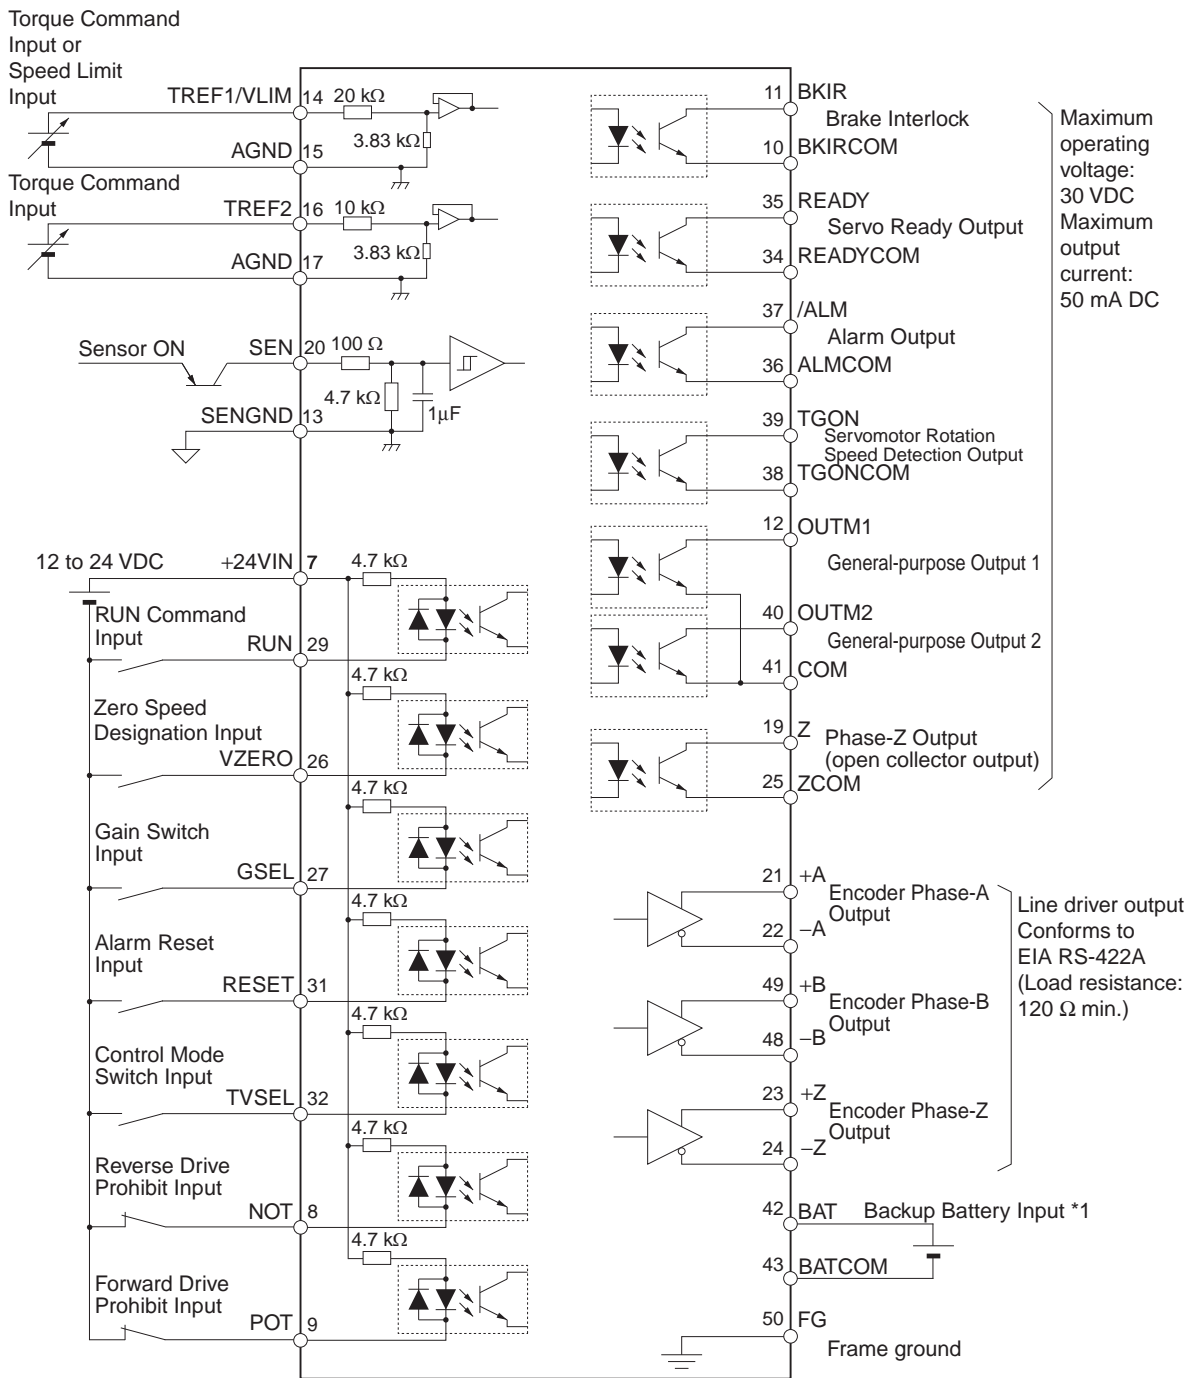 Torque Command
Input or
Speed Limit
Input
TREF1/VLIM 14 20 kΩ
3.83 kΩ
AGND 15
Torque Command
Input
TREF2 16 10 kΩ
3.83 kΩ
AGND 17
Sensor ON SEN 20 100 Ω
4.7 kΩ
1μF
SENGND 13
12 to 24 VDC +24VIN 7 4.7 kΩ
RUN Command
Input
RUN 29
4.7 kΩ
Zero Speed
Designation Input
VZERO 26
4.7 kΩ
Gain Switch
Input
GSEL 27
4.7 kΩ
Alarm Reset
Input
RESET 31
4.7 kΩ
Control Mode
Switch Input
TVSEL 32
4.7 kΩ
Reverse Drive
Prohibit Input
NOT 8
4.7 kΩ
Forward Drive
Prohibit Input
POT 9
11 BKIR
Brake Interlock
10 BKIRCOM
35 READY
Servo Ready Output
34 READYCOM
37 /ALM
Alarm Output
36 ALMCOM
39 TGON
Servomotor Rotation
Speed Detection Output
38 TGONCOM
12 OUTM1
General-purpose Output 1
40 OUTM2
General-purpose Output 2
41 COM
19 Z
Phase-Z Output
(open collector output)
25 ZCOM
Maximum
operating
voltage:
30 VDC
Maximum
output
current:
50 mA DC
21 +A
Encoder Phase-A
Output
22 −A
49 +B
Encoder Phase-B
Output
48 −B
23 +Z
Encoder Phase-Z
Output
24 −Z
Line driver output
Conforms to
EIA RS-422A
(Load resistance:
120 Ω min.)
42 BAT Backup Battery Input *1
43 BATCOM
50 FG
Frame ground